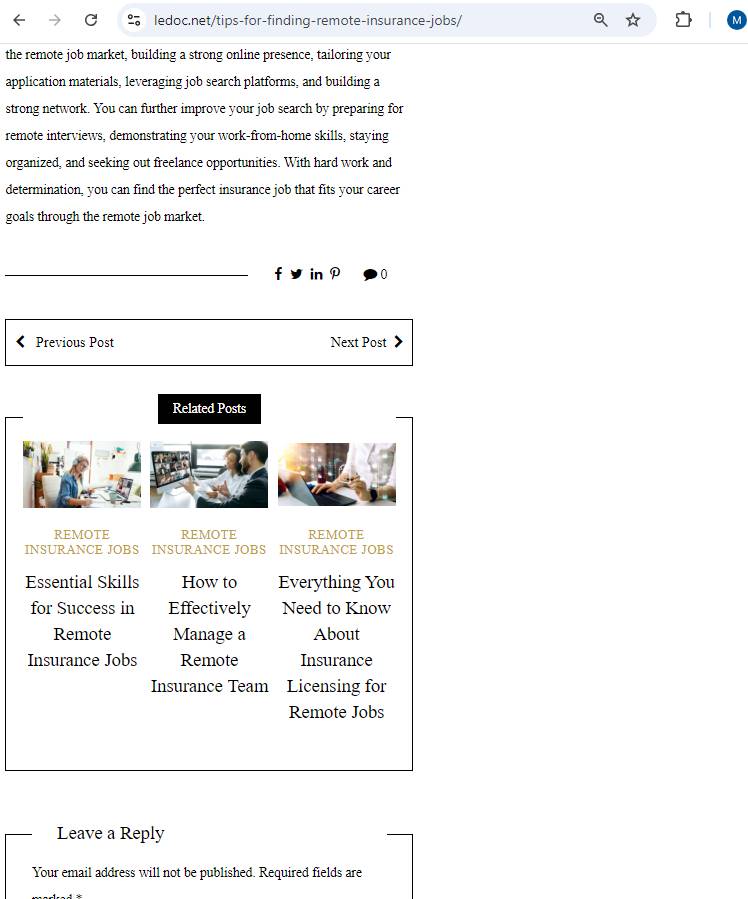 ledoc.net/tips-for-finding-remote-insurance-jobs/
M
the remote job market, building a strong online presence, tailoring your
application materials, leveraging job search platforms, and building a
strong network. You can further improve your job search by preparing for
remote interviews, demonstrating your work-from-home skills, staying
organized, and seeking out freelance opportunities. With hard work and
determination, you can find the perfect insurance job that fits your career
goals through the remote job market.
0
Previous Post
Next Post
Related Posts
REMOTE
INSURANCE JOBS
Essential Skills
for Success in
Remote
Insurance Jobs
REMOTE
INSURANCE JOBS
How to
Effectively
Manage a
Remote
Insurance Team
REMOTE
INSURANCE JOBS
Everything You
Need to Know
About
Insurance
Licensing for
Remote Jobs
Leave a Reply
Your email address will not be published. Required fields are
marked *